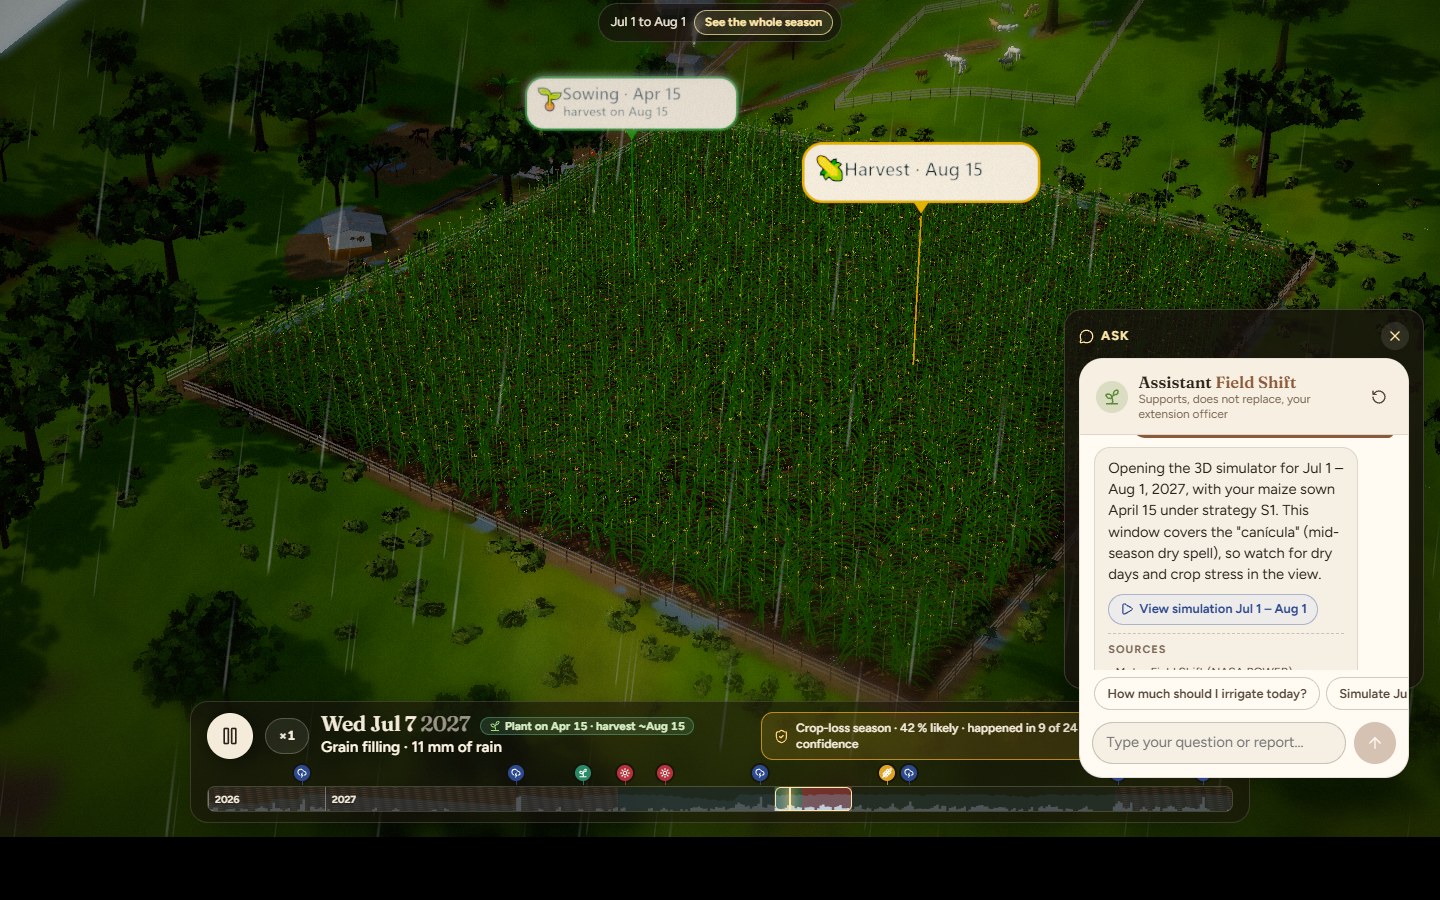 Jul 1 to Aug 1 See the whole season
Sowing · Apr 15
harvest on Aug 15
Harvest · Aug 15
ASK
Assistant Field Shift
Supports, does not replace, your
extension officer
Opening the 3D simulator for Jul 1 –
Aug 1, 2027, with your maize sown
April 15 under strategy S1. This
window covers the "canícula" (mid-
season dry spell), so watch for dry
days and crop stress in the view.
View simulation Jul 1 – Aug 1
SOURCES
How much should I irrigate today?
Simulate Ju
Type your question or report...
×1
Wed Jul 7 2027
Plant on Apr 15 · harvest ~Aug 15
Grain filling · 11 mm of rain
Crop-loss season · 42 % likely · happened in 9 of 24
confidence
2026
2027